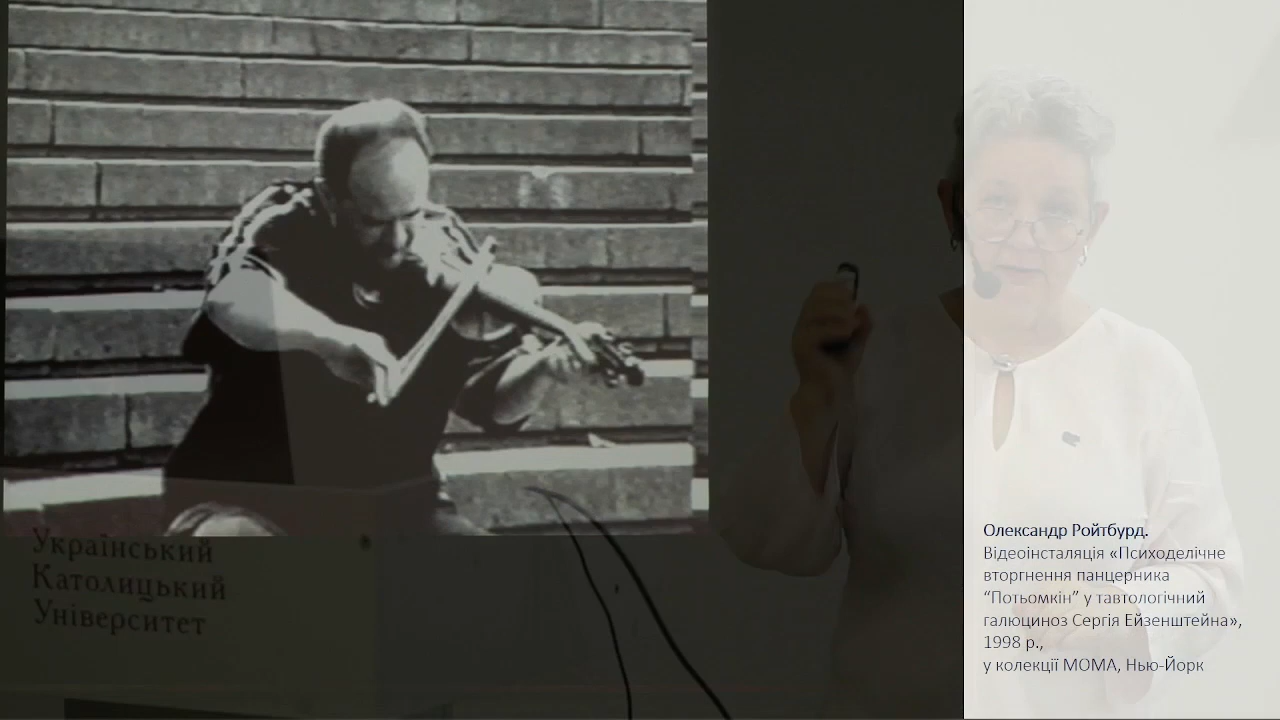 Український
Католицький
Університет
Олександр Ройтбурд.
Відеоінсталяція «Психоделічне
вторгнення панцерника
“Потьомкін” у тавтологічний
галюциноз Сергія Ейзенштейна»,
1998 р.,
у колекції МОМА, Нью-Йорк